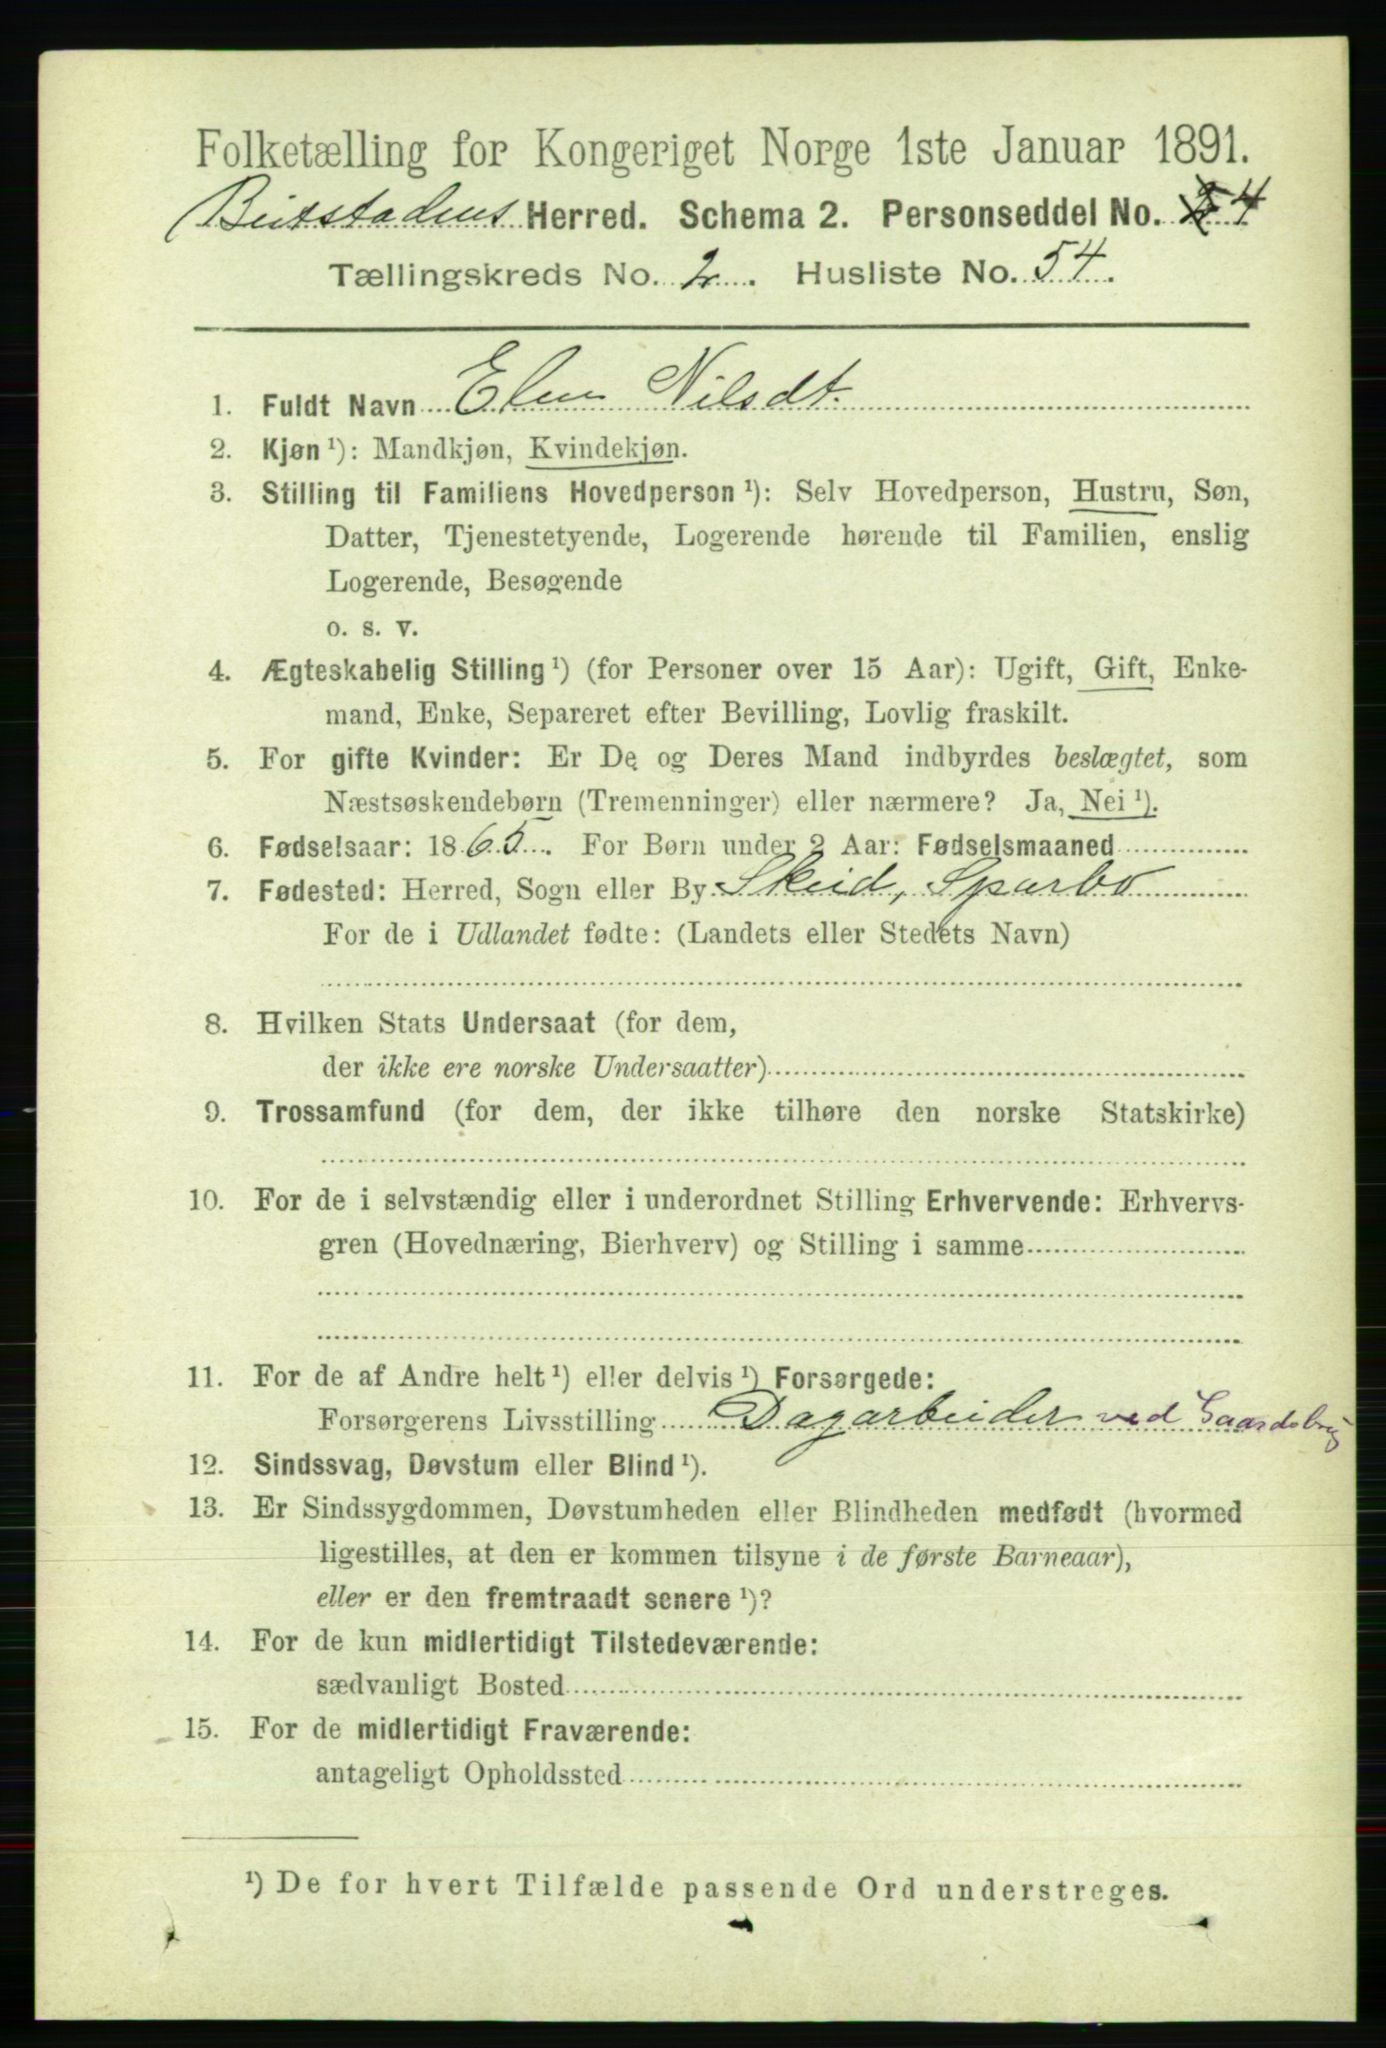 Folketælling for Kongeriget Norge 1ste Januar 1891.
Beitstadens Herred. Schema 2. Personseddel No. 4
Tællingskreds No. 2. Husliste No. 54.
1. Fuldt Navn Elen Nilsdt.
2. Kjøn ¹): Mandkjøn, Kvindekjøn.
3. Stilling til Familiens Hovedperson ¹): Selv Hovedperson, Hustru, Søn,
Datter, Tjenestetyende, Logerende hørende til Familien, enslig
Logerende, Besøgende
o. s. v.
4. Ægteskabelig Stilling ¹) (for Personer over 15 Aar): Ugift, Gift, Enke-
mand, Enke, Separeret efter Bevilling, Lovlig fraskilt.
5. For gifte Kvinder: Er De og Deres Mand indbyrdes beslægtet, som
Næstsøskendebørn (Tremenninger) eller nærmere? Ja, Nei ¹).
6. Fødselsaar: 1865. For Børn under 2 Aar: Fødselsmaaned
7. Fødested: Herred, Sogn eller By Skeid, Sparbo
For de i Udlandet fødte: (Landets eller Stedets Navn)
8. Hvilken Stats Undersaat (for dem,
der ikke ere norske Undersaatter)
9. Trossamfund (for dem, der ikke tilhøre den norske Statskirke)
10. For de i selvstændig eller i underordnet Stilling Erhvervende: Erhvervs-
gren (Hovednæring, Bierhverv) og Stilling i samme
11. For de af Andre helt ¹) eller delvis ¹) Forsørgede:
Forsørgerens Livsstilling Dagarbeider ved Gaardsbrug
12. Sindssvag, Døvstum eller Blind ¹).
13. Er Sindssygdommen, Døvstumheden eller Blindheden medfødt (hvormed
ligestilles, at den er kommen tilsyne i de første Barneaar),
eller er den fremtraadt senere ¹)?
14. For de kun midlertidigt Tilstedeværende:
sædvanligt Bosted
15. For de midlertidigt Fraværende:
antageligt Opholdssted
¹) De for hvert Tilfælde passende Ord understreges.